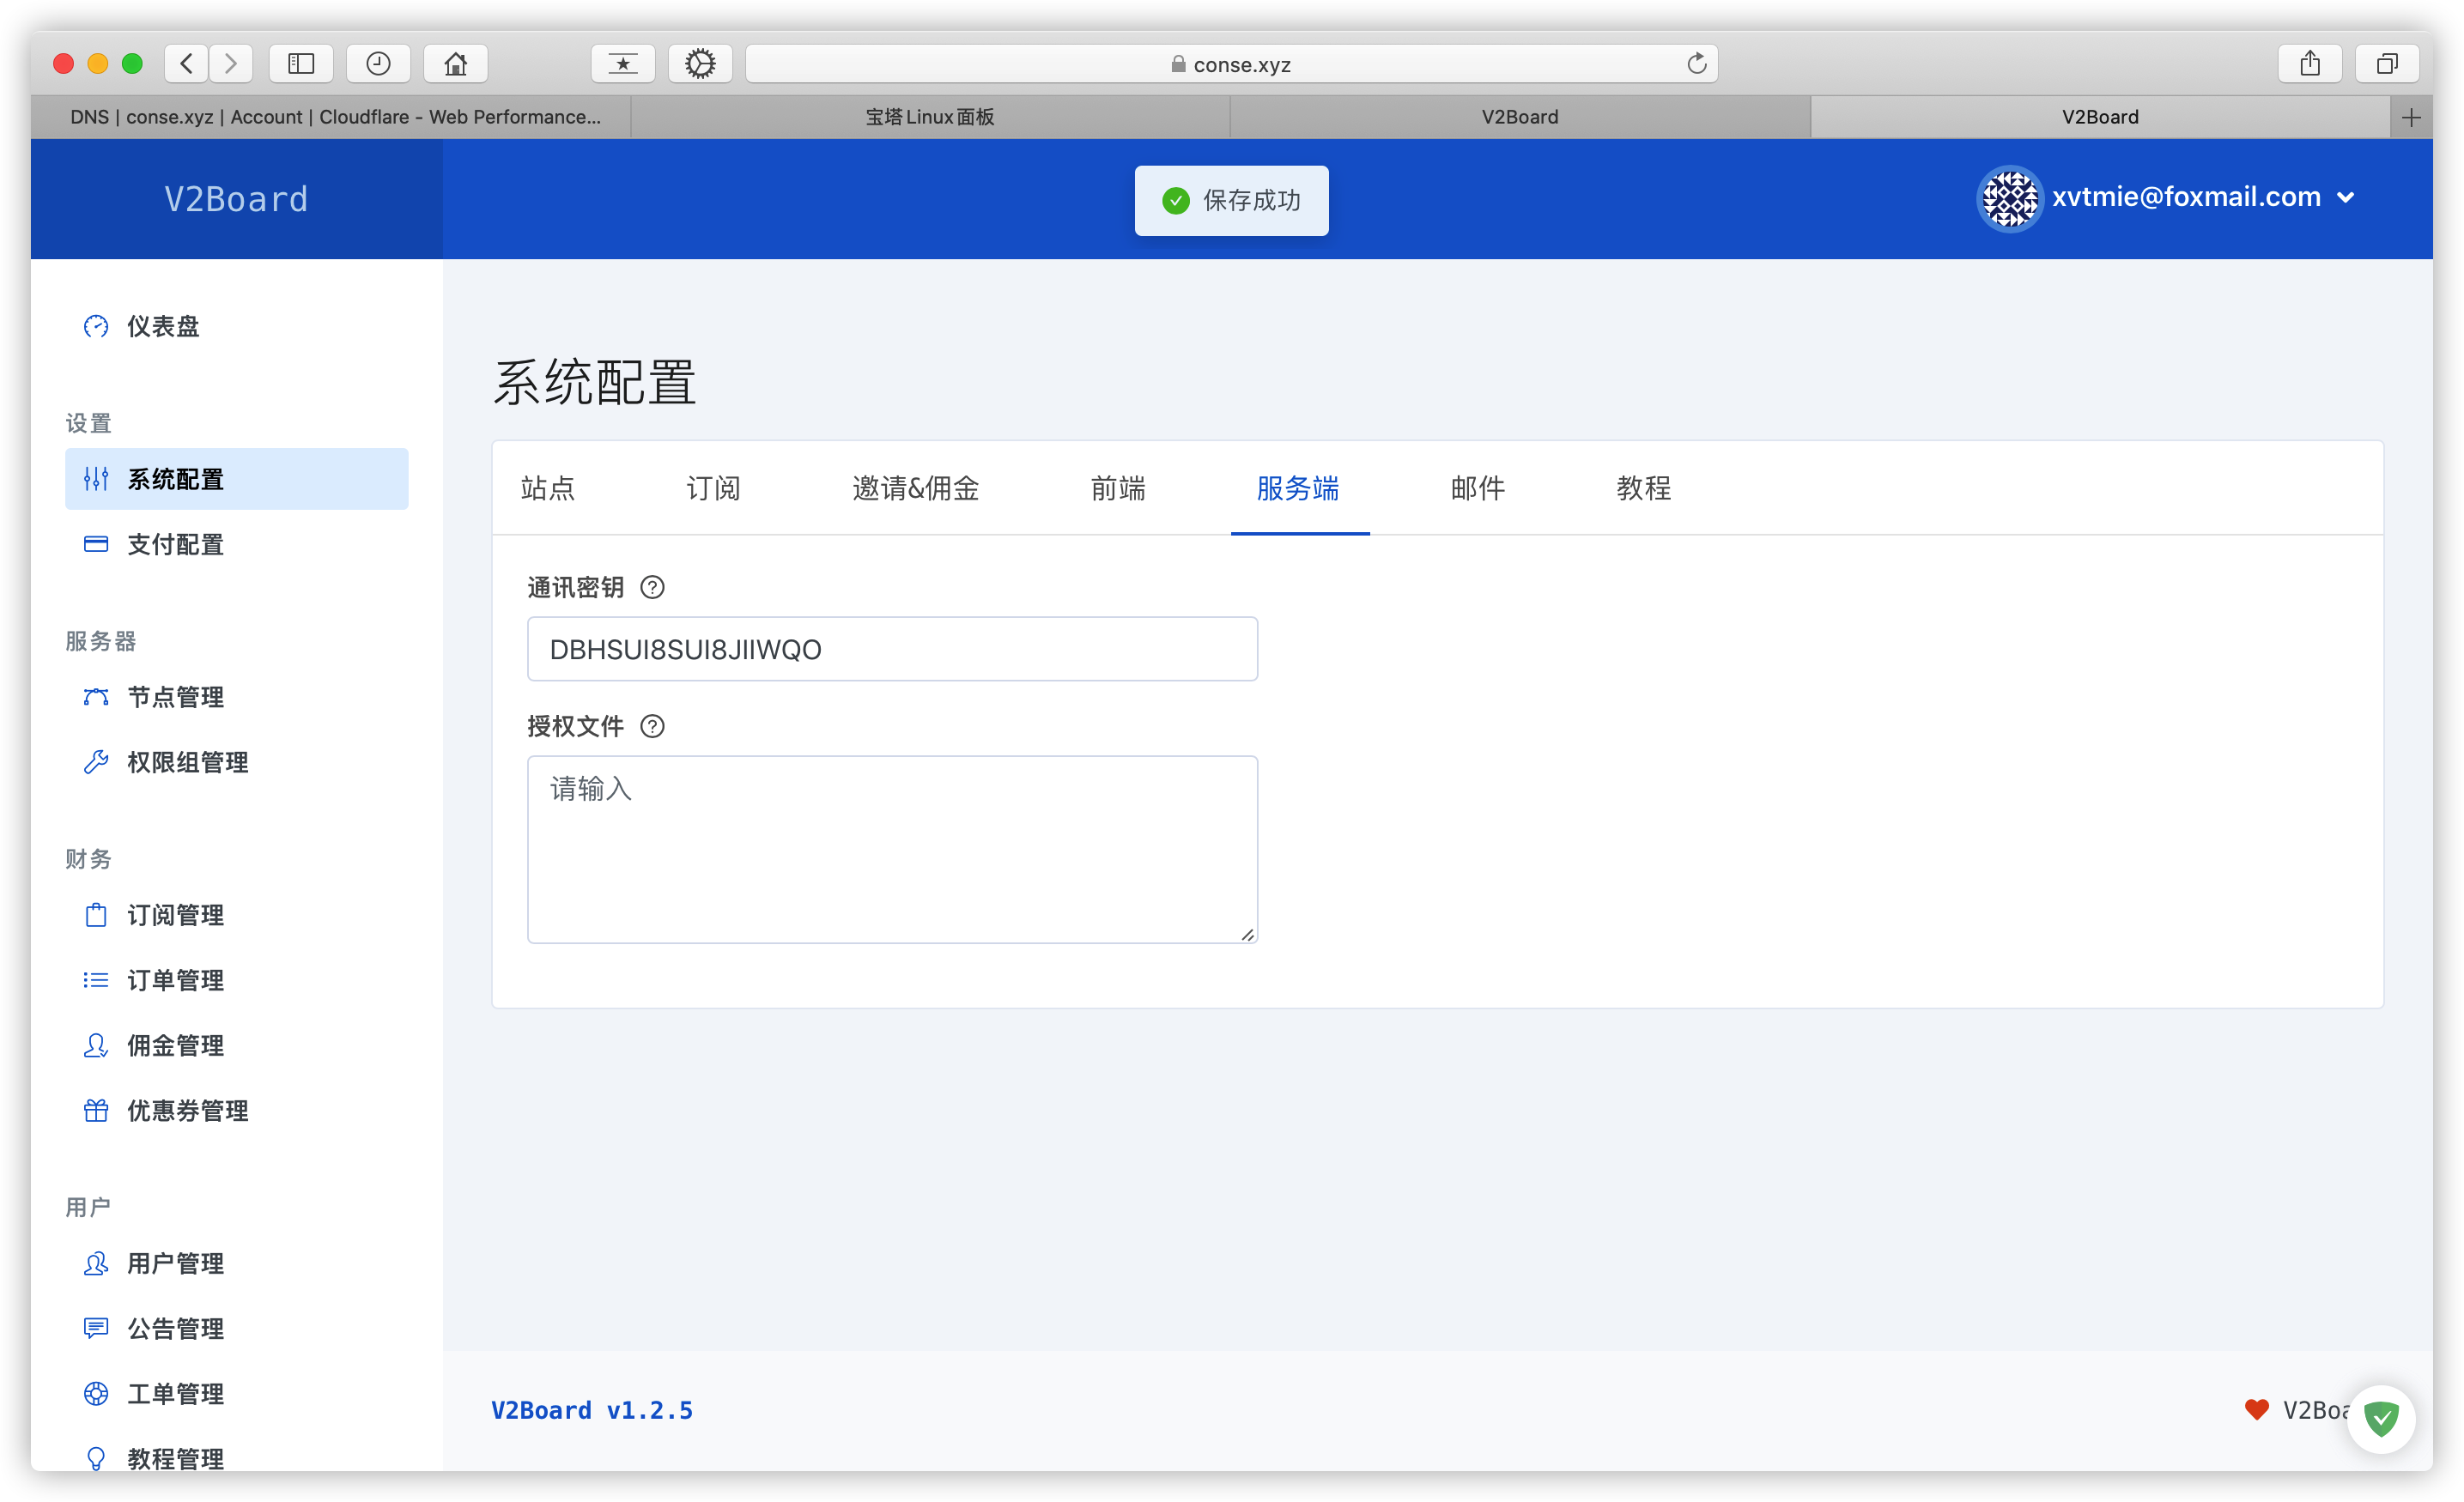 conse.xyz
DNS | conse.xyz | Account | Cloudflare - Web Performance...
宝塔Linux面板
V2Board
V2Board
V2Board
保存成功
xvtmie@foxmail.com
仪表盘
设置
系统配置
支付配置
服务器
节点管理
权限组管理
财务
订阅管理
订单管理
佣金管理
优惠券管理
用户
用户管理
公告管理
工单管理
教程管理
系统配置
站点
订阅
邀请&佣金
前端
服务端
邮件
教程
通讯密钥
DBHSUI8SUI8JIIWQO
授权文件
请输入
V2Board v1.2.5
V2Boa